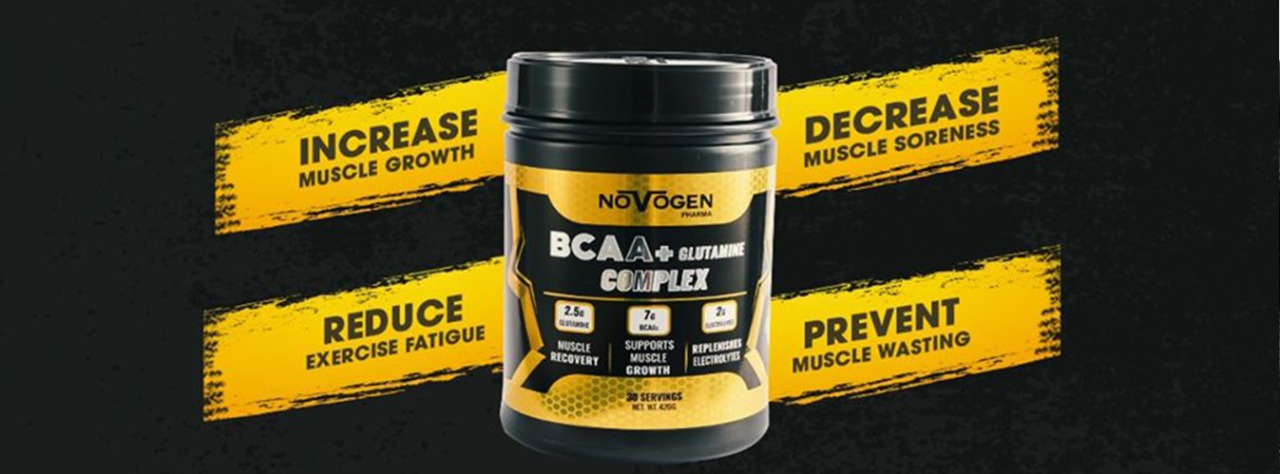 INCREASE
MUSCLE GROWTH
REDUCE
EXERCISE FATIGUE
NOVOGEN
PHARMA
BCAA+ GLUTAMINE
COMPLEX
2.5G
GLUTAMINE
7G
BCAAs
2G
ELECTROLYTES
MUSCLE
RECOVERY
SUPPORTS
MUSCLE
GROWTH
REPLENISHES
ELECTROLYTES
30 SERVINGS
NET. WT. 420G
DECREASE
MUSCLE SORENESS
PREVENT
MUSCLE WASTING